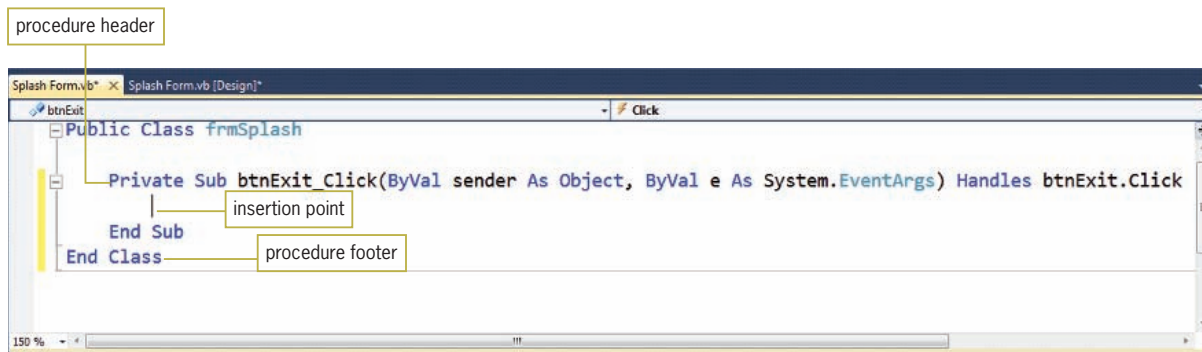 procedure header
Splash Form.vb* Splash Form.vb [Design]*
btnExit Click
Public Class frmSplash
Private Sub btnExit_Click(ByVal sender As Object, ByVal e As System.EventArgs) Handles btnExit.Click
insertion point
End Sub
End Class
procedure footer
150 %